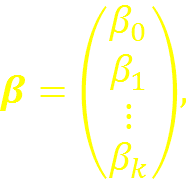 𝜷 = (β₀
β₁
⋮
βₖ),